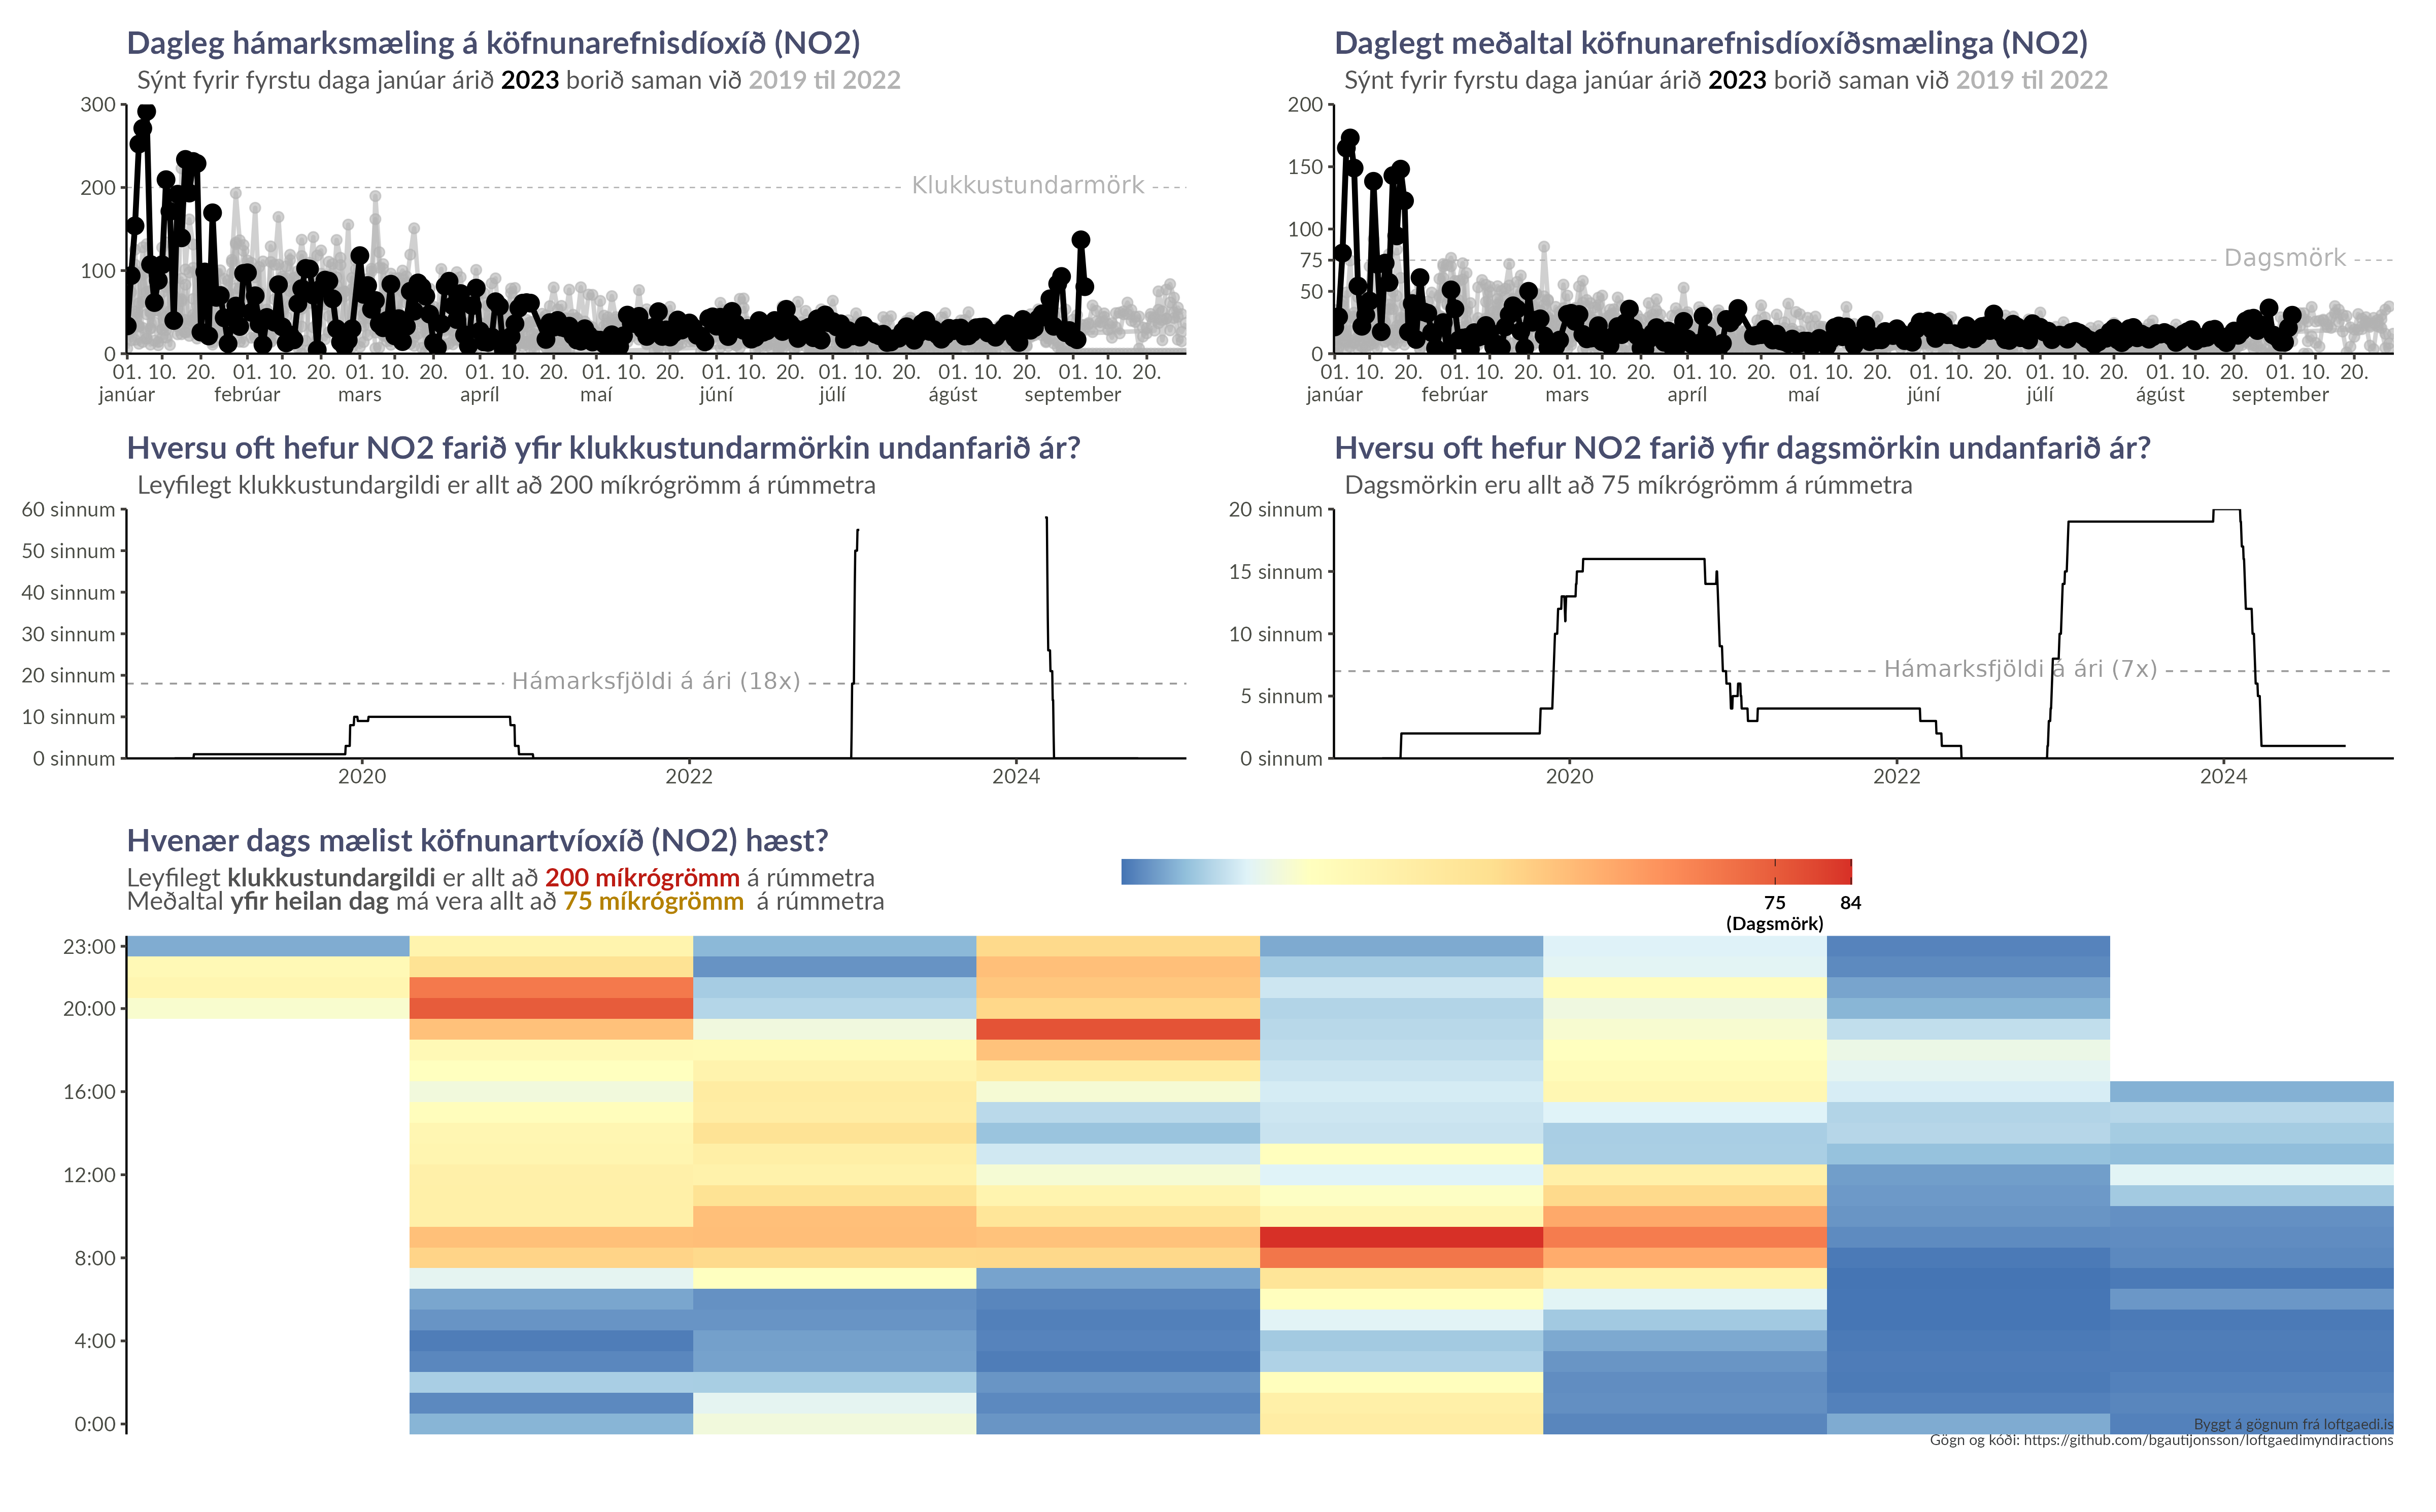 Dagleg hámarksmæling á köfnunarefnisdíoxíð (NO2)
Sýnt fyrir fyrstu daga janúar árið 2023 borið saman við 2019 til 2022
300
200
100
0
Klukkustundarmörk
01. 10. 20. 01. 10. 20. 01. 10. 20. 01. 10. 20. 01. 10. 20. 01. 10. 20. 01. 10. 20. 01. 10. 20. 01. 10. 20.
janúar febrúar mars apríl maí júní júlí ágúst september
Daglegt meðaltal köfnunarefnisdíoxíðsmælinga (NO2)
Sýnt fyrir fyrstu daga janúar árið 2023 borið saman við 2019 til 2022
200
150
100
75
50
0
Dagsmörk
01. 10. 20. 01. 10. 20. 01. 10. 20. 01. 10. 20. 01. 10. 20. 01. 10. 20. 01. 10. 20. 01. 10. 20. 01. 10. 20.
janúar febrúar mars apríl maí júní júlí ágúst september
Hversu oft hefur NO2 farið yfir klukkustundarmörkin undanfarið ár?
Leyfilegt klukkustundargildi er allt að 200 míkrógrömm á rúmmetra
60 sinnum
50 sinnum
40 sinnum
30 sinnum
20 sinnum
10 sinnum
0 sinnum
Hámarksfjöldi á ári (18x)
2020 2022 2024
Hversu oft hefur NO2 farið yfir dagsmörkin undanfarið ár?
Dagsmörkin eru allt að 75 míkrógrömm á rúmmetra
20 sinnum
15 sinnum
10 sinnum
5 sinnum
0 sinnum
Hámarksfjöldi á ári (7x)
2020 2022 2024
Hvenær dags mælist köfnunartvíoxíð (NO2) hæst?
Leyfilegt klukkustundargildi er allt að 200 míkrógrömm á rúmmetra
Meðaltal yfir heilan dag má vera allt að 75 míkrógrömm á rúmmetra
75 84
(Dagsmörk)
23:00
20:00
16:00
12:00
8:00
4:00
0:00
Byggt á gögnum frá loftgaedi.is
Gögn og kóði: https://github.com/bgautijonsson/loftgaedimyndiractions